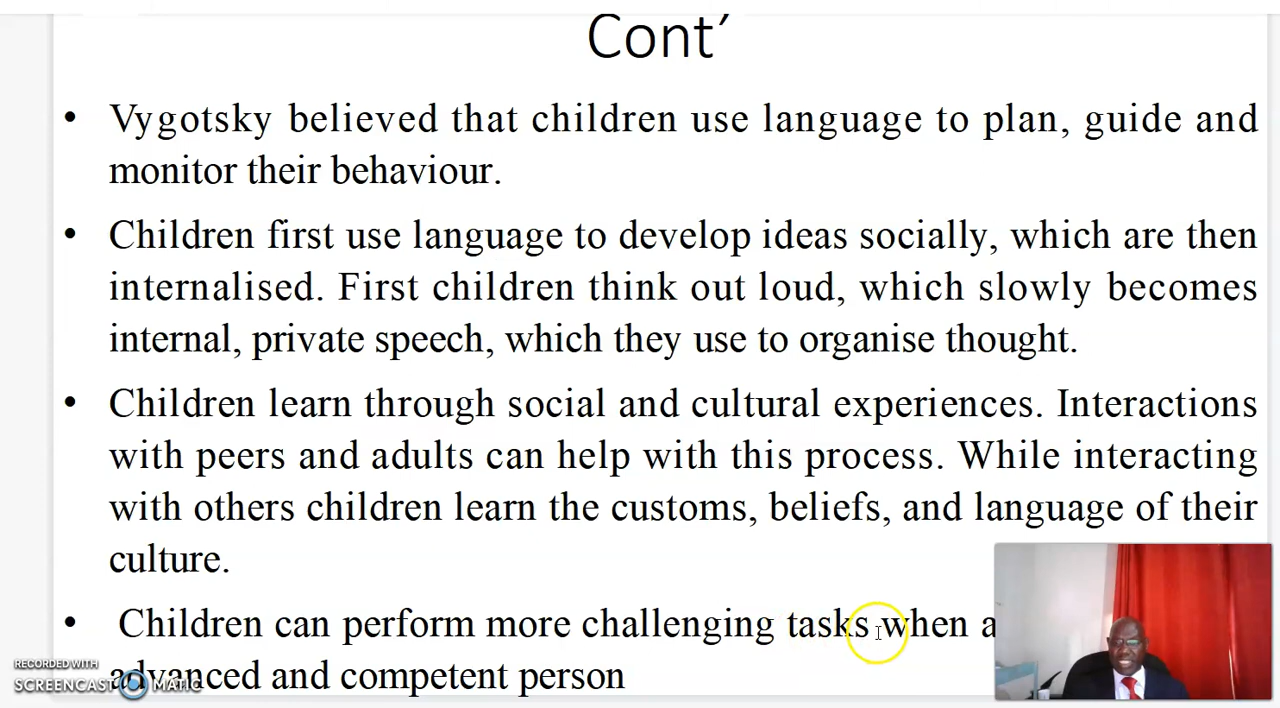 Cont’
• Vygotsky believed that children use language to plan, guide and
monitor their behaviour.
• Children first use language to develop ideas socially, which are then
internalised. First children think out loud, which slowly becomes
internal, private speech, which they use to organise thought.
• Children learn through social and cultural experiences. Interactions
with peers and adults can help with this process. While interacting
with others children learn the customs, beliefs, and language of their
culture.
• Children can perform more challenging tasks when
advanced and competent person
RECORDED WITH
SCREENCAST MATIC